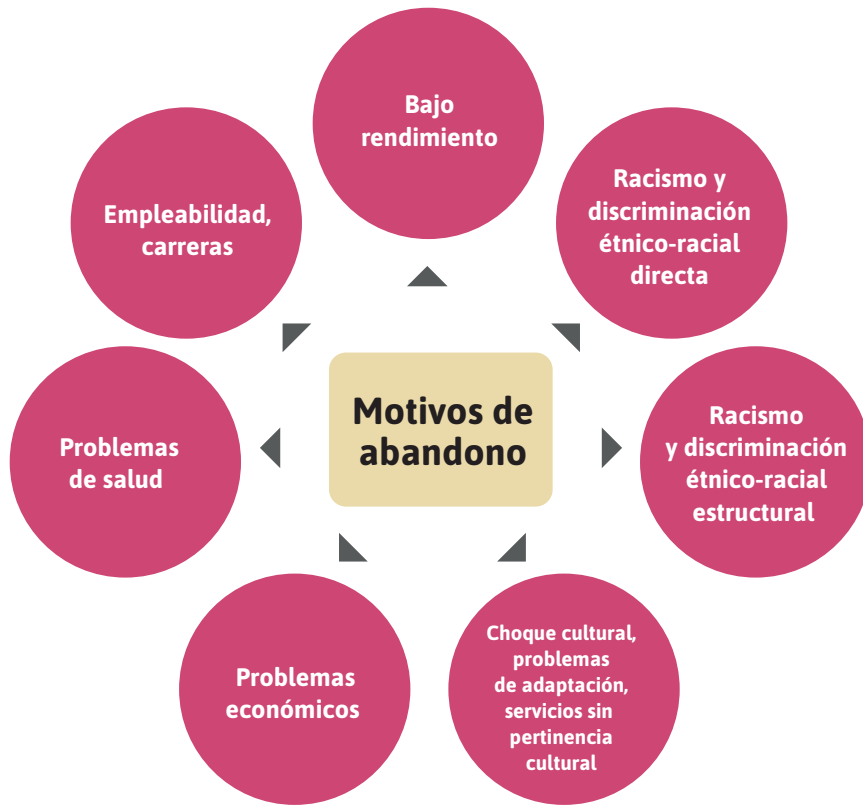 Bajo
rendimiento
Racismo y
discriminación
étnico-racial
directa
Racismo
y discriminación
étnico-racial
estructural
Choque cultural,
problemas
de adaptación,
servicios sin
pertinencia
cultural
Problemas
económicos
Problemas
de salud
Empleabilidad,
carreras
Motivos de
abandono